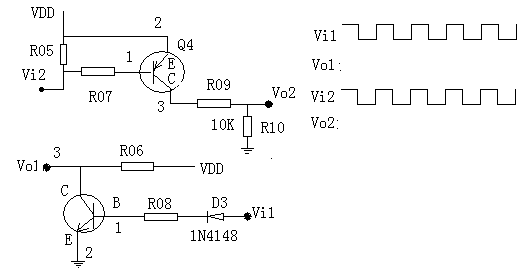 VDD
2
Q4
R05
1
E
C
Vi2
R07
R09
Vo2
3
10K
R10
3
R06
Vo1
VDD
C
B
R08
D3
Vi1
1
E
2
1N4148
Vi1
Vo1:
Vi2
Vo2: